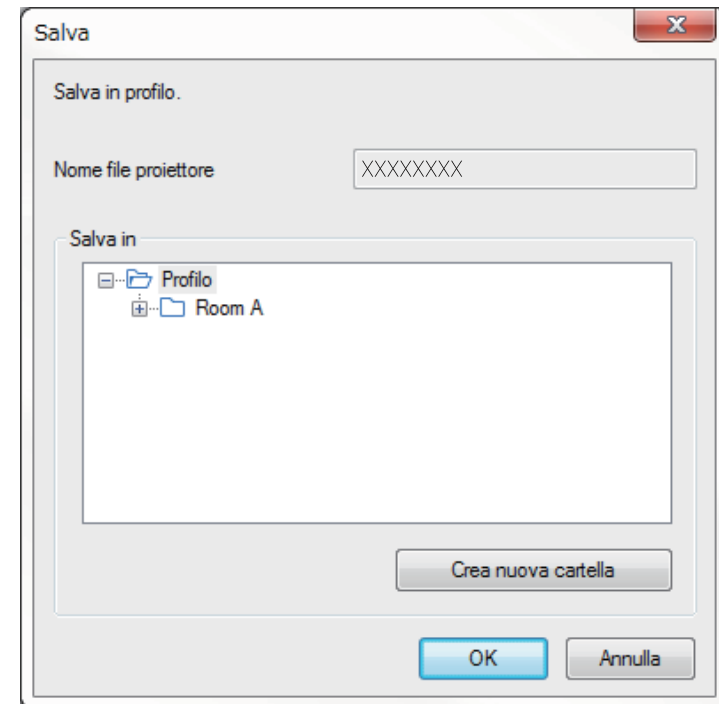 Salva
Salva in profilo.
Nome file proiettore XXXXXXXX
Salva in
Profilo
Room A
Crea nuova cartella
OK Annulla